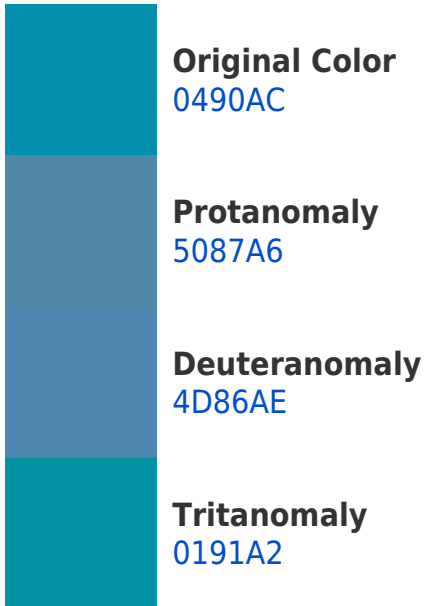 Original Color
0490AC
Protanomaly
5087A6
Deuteranomaly
4D86AE
Tritanomaly
0191A2